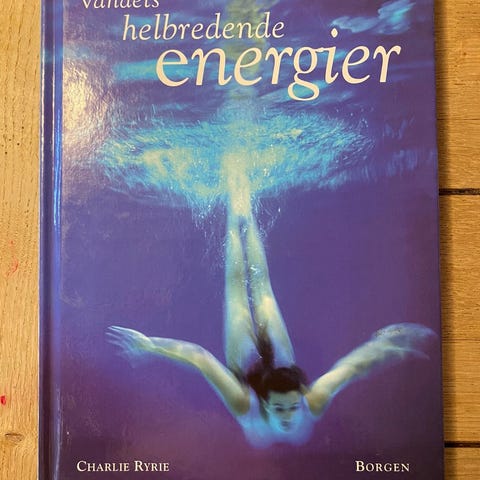 Vandets
helbredende
energier
CHARLIE RYRIE BORGEN